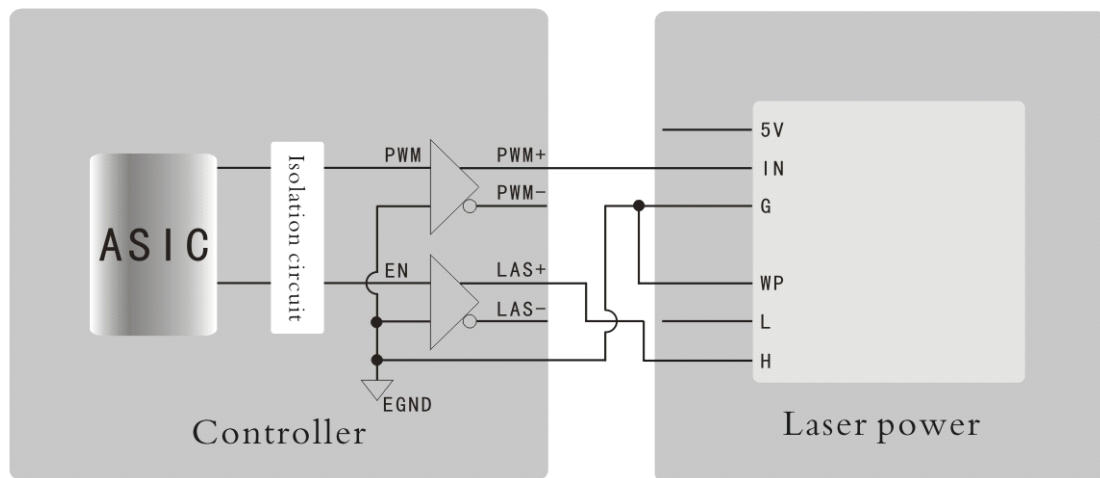 ASIC
Isolation circuit
PWM
PWM+
PWM-
EN
LAS+
LAS-
EGND
Controller
5V
IN
G
WP
L
H
Laser power